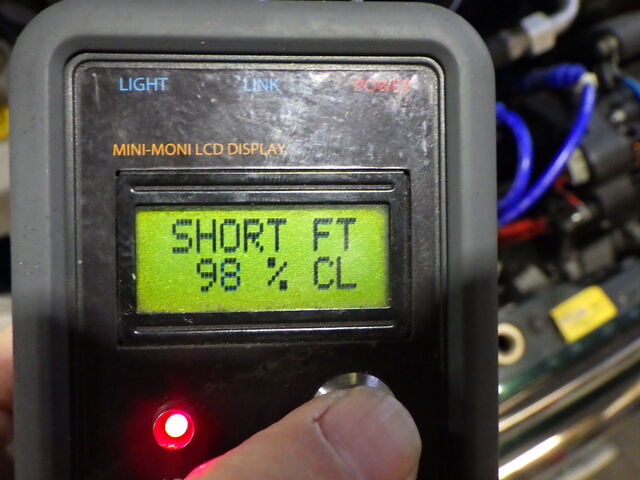 LIGHT LINK POWER
MINI-MONI LCD DISPLAY
SHORT FT
98 % CL